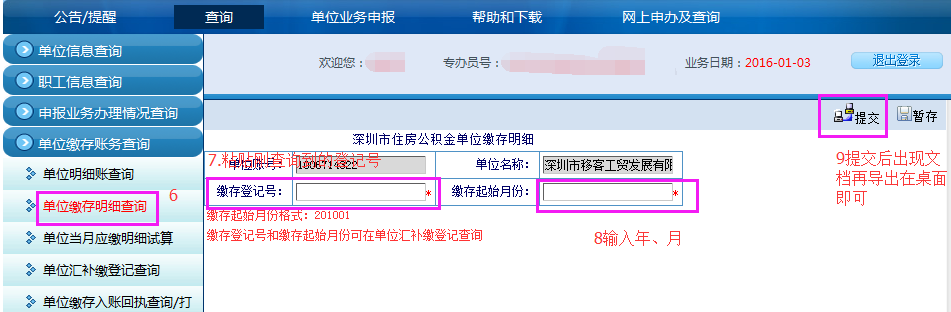 公告/提醒 查询 单位业务申报 帮助和下载 网上申办及查询
单位信息查询
欢迎您： 专办员号： 业务日期：2016-01-03 退出登录
职工信息查询
申报业务办理情况查询
提交 暂存
单位缴存账务查询
深圳市住房公积金单位缴存明细
7.粘贴刚查询到的登记号
单位账号： 单位名称： 深圳市移客工贸发展有限
单位明细账查询
缴存登记号： * 缴存起始月份： *
单位缴存明细查询 6
9提交后出现文
档再导出在桌面
即可
缴存起始月份格式：201001
缴存登记号和缴存起始月份可在单位汇补缴登记查询
8输入年、月
单位当月应缴明细试算
单位汇补缴登记查询
单位缴存入账回执查询/打